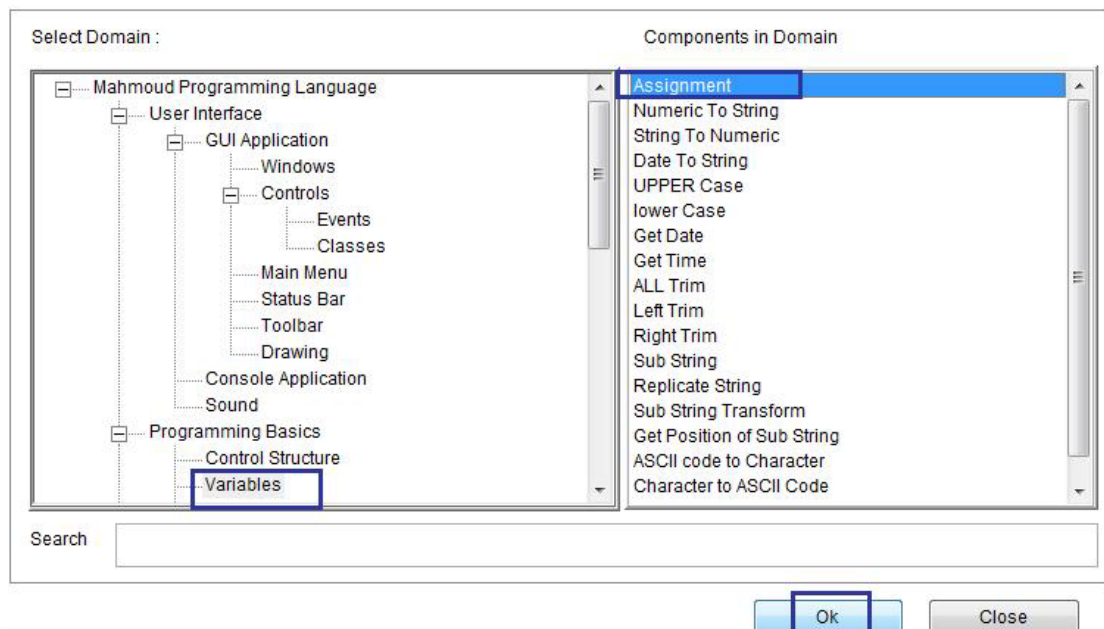 Select Domain :
Components in Domain
Mahmoud Programming Language
User Interface
GUI Application
Windows
Controls
Events
Classes
Main Menu
Status Bar
Toolbar
Drawing
Console Application
Sound
Programming Basics
Control Structure
Variables
Assignment
Numeric To String
String To Numeric
Date To String
UPPER Case
lower Case
Get Date
Get Time
ALL Trim
Left Trim
Right Trim
Sub String
Replicate String
Sub String Transform
Get Position of Sub String
ASCII code to Character
Character to ASCII Code
Search
Ok
Close